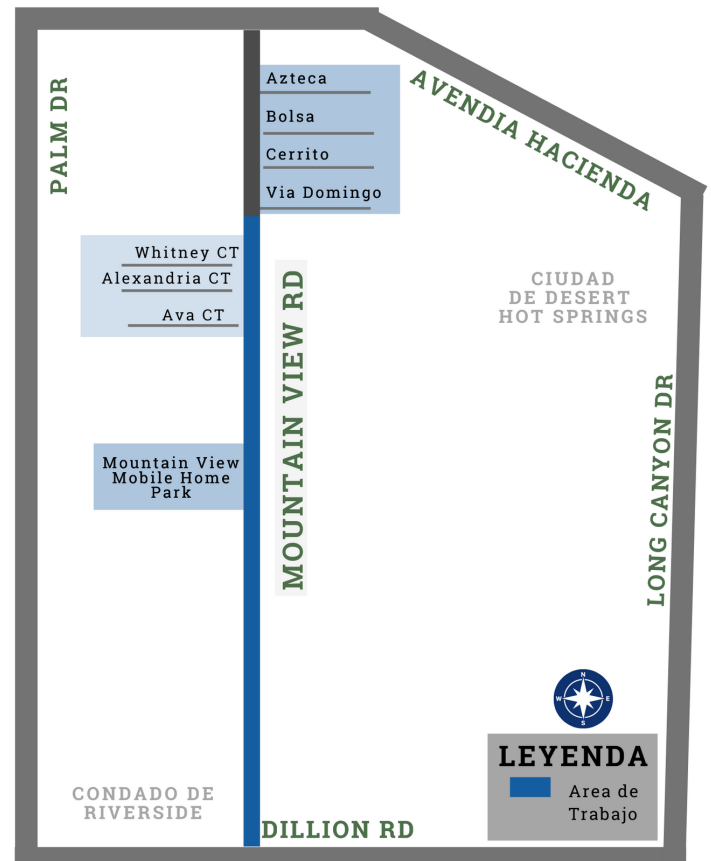 PALM DR
Azteca
Bolsa
Cerrito
Via Domingo
AVENDIA HACIENDA
Whitney CT
Alexandria CT
Ava CT
MOUNTAIN VIEW RD
CIUDAD
DE DESERT
HOT SPRINGS
LONG CANYON DR
Mountain View
Mobile Home
Park
N
W
E
S
LEYENDA
Area de
Trabajo
CONDADO DE
RIVERSIDE
DILLION RD